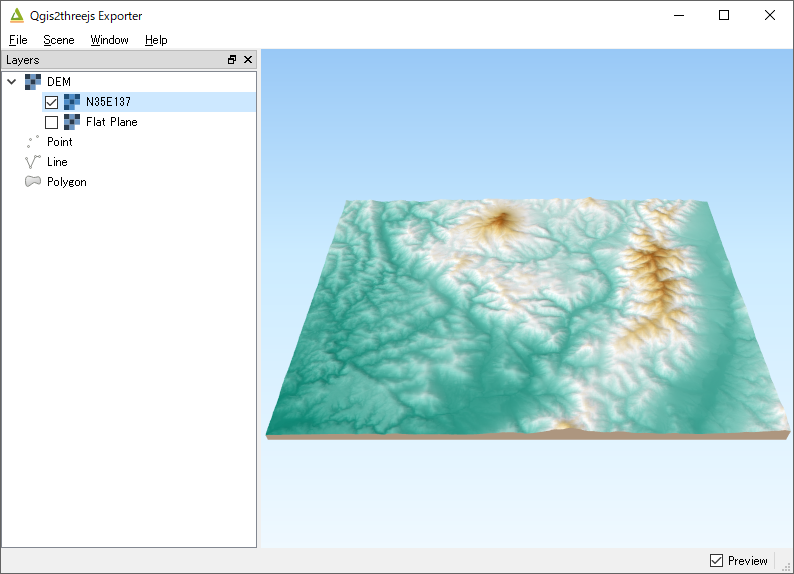 Qgis2threejs Exporter
File Scene Window Help
Layers
DEM
N35E137
Flat Plane
Point
Line
Polygon
Preview